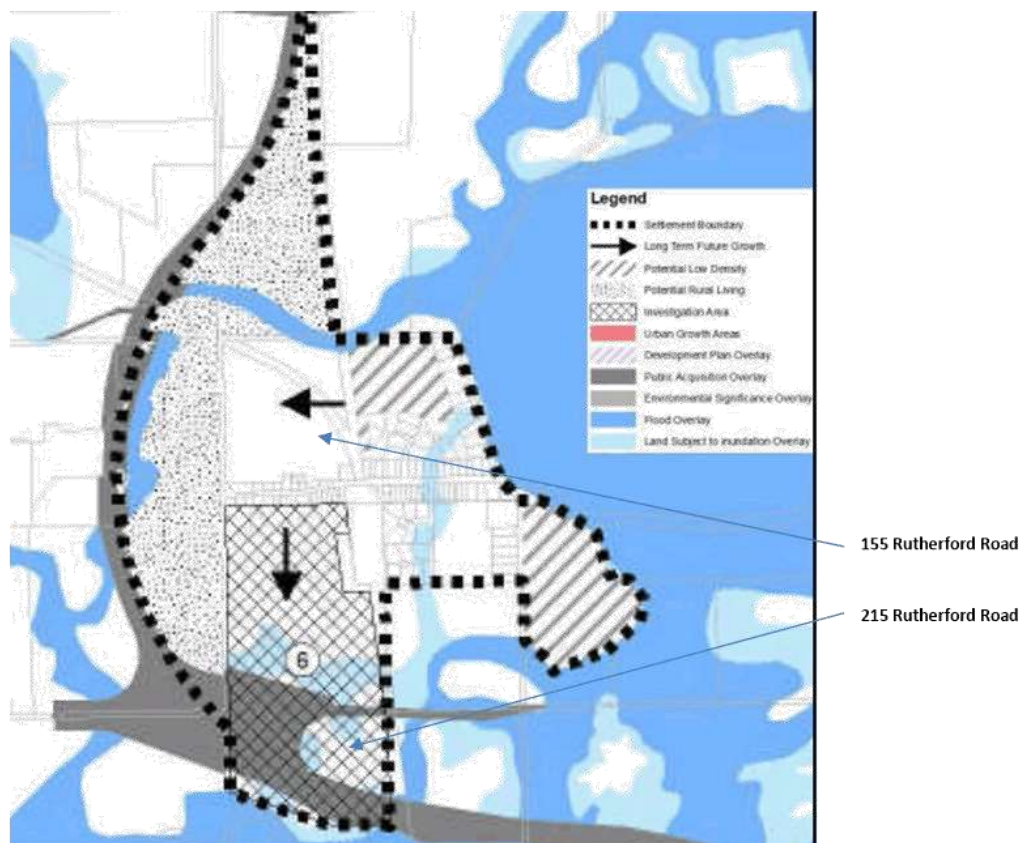 Legend
Settlement Boundary
Long Term Future Growth
Potential Low Density
Potential Rural Living
Investigation Area
Urban Growth Areas
Development Plan Overlay
Public Acquisition Overlay
Environmental Significance Overlay
Flood Overlay
Land Subject to inundation Overlay
155 Rutherford Road
215 Rutherford Road
6